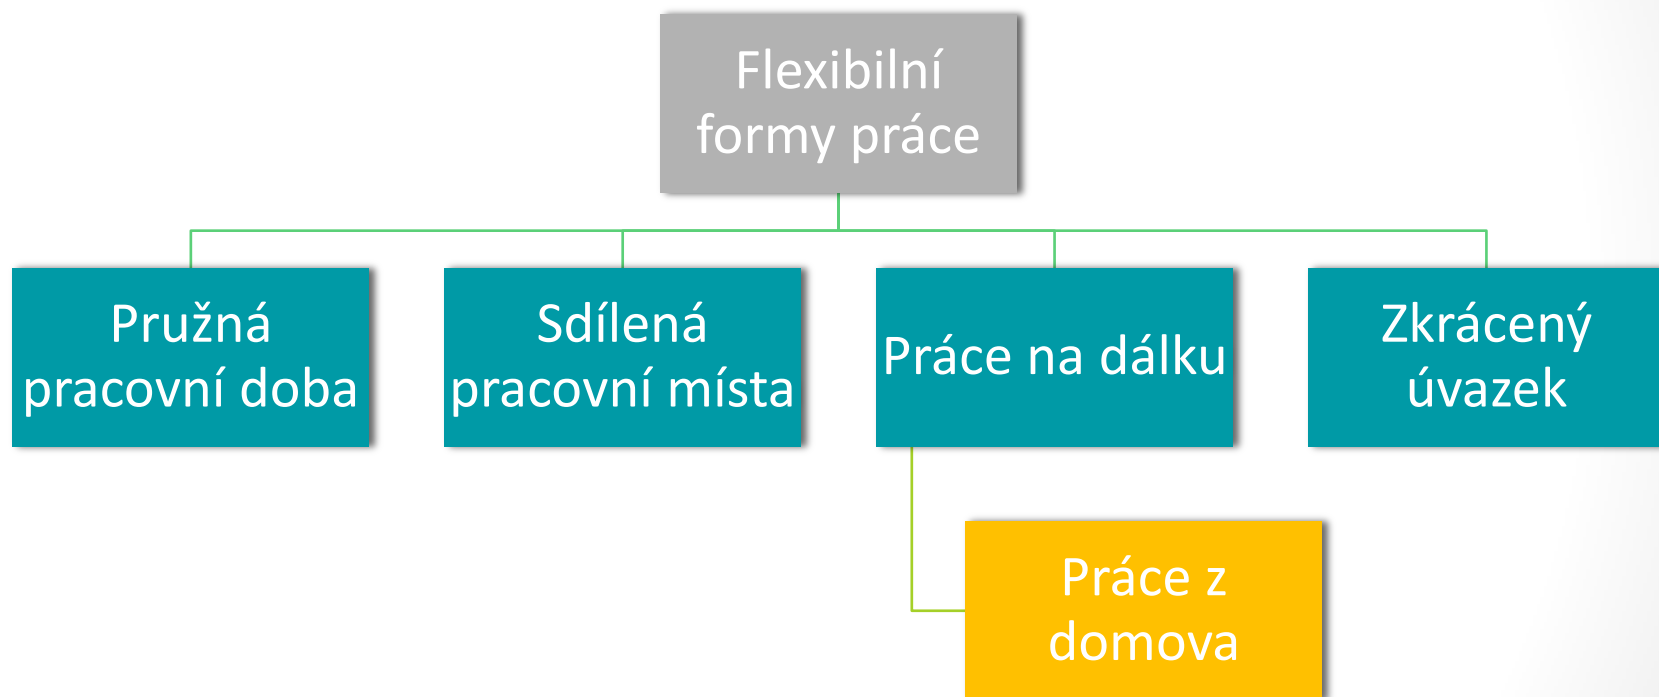 Flexibilní
formy práce
Pružná
pracovní doba
Sdílená
pracovní místa
Práce na dálku
Zkrácený
úvazek
Práce z
domova